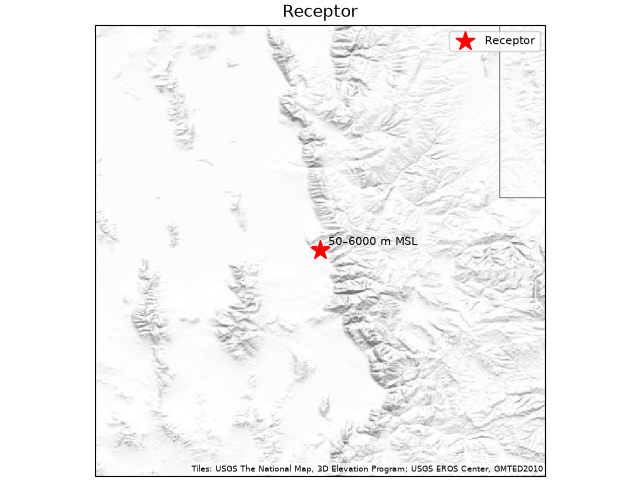 Receptor
Receptor
50–6000 m MSL
Tiles: USGS The National Map, 3D Elevation Program; USGS EROS Center, GMTED2010